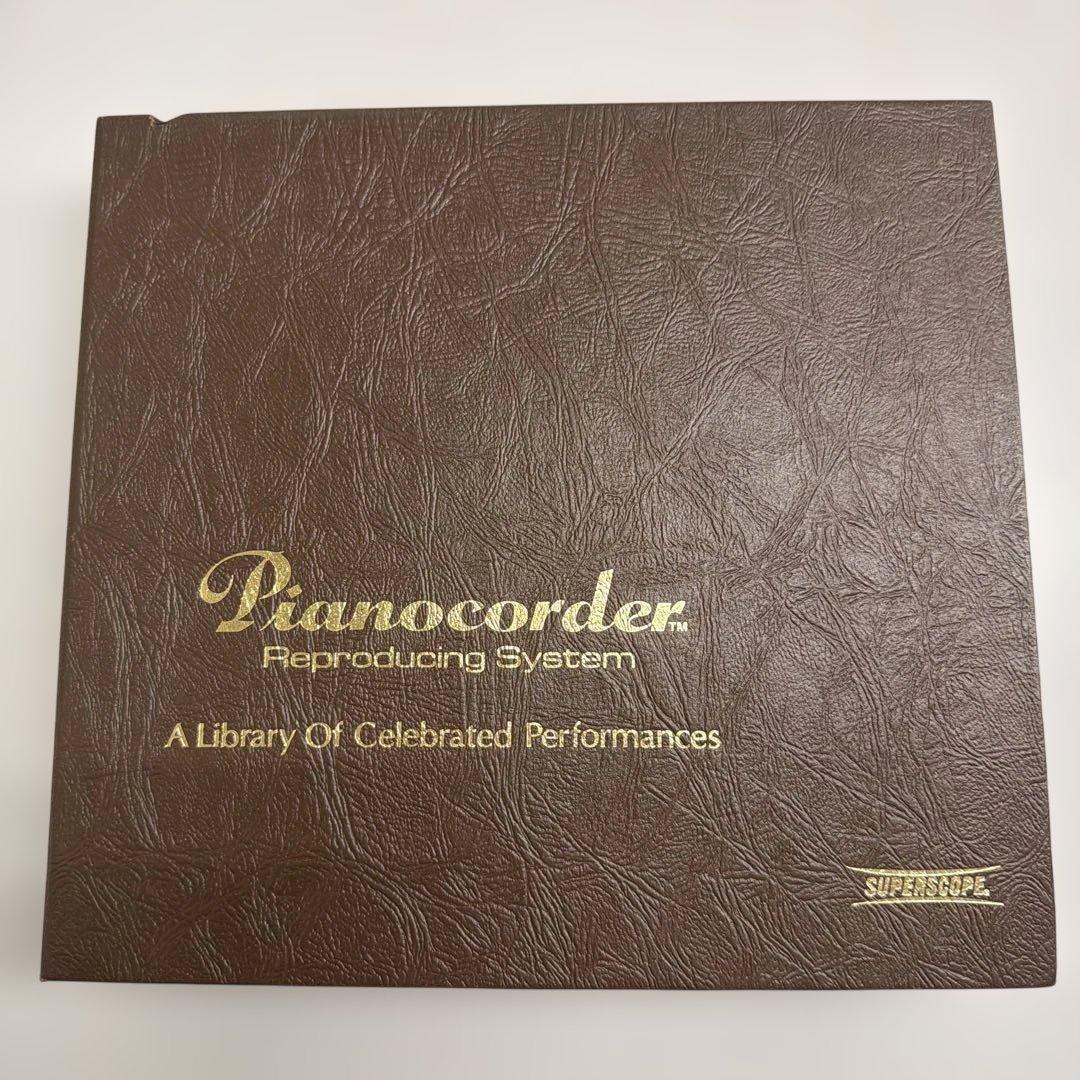 Pianocorder™
Reproducing System
A Library Of Celebrated Performances
SUPERSCOPE®